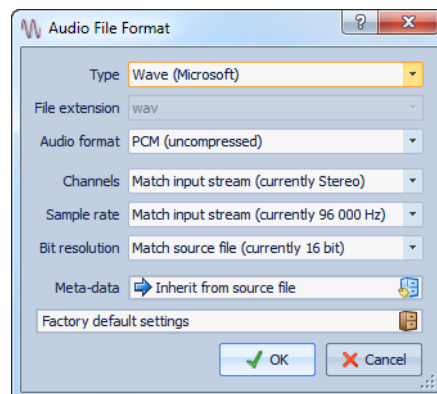 Audio File Format
Type Wave (Microsoft)
File extension wav
Audio format PCM (uncompressed)
Channels Match input stream (currently Stereo)
Sample rate Match input stream (currently 96 000 Hz)
Bit resolution Match source file (currently 16 bit)
Meta-data Inherit from source file
Factory default settings
OK Cancel